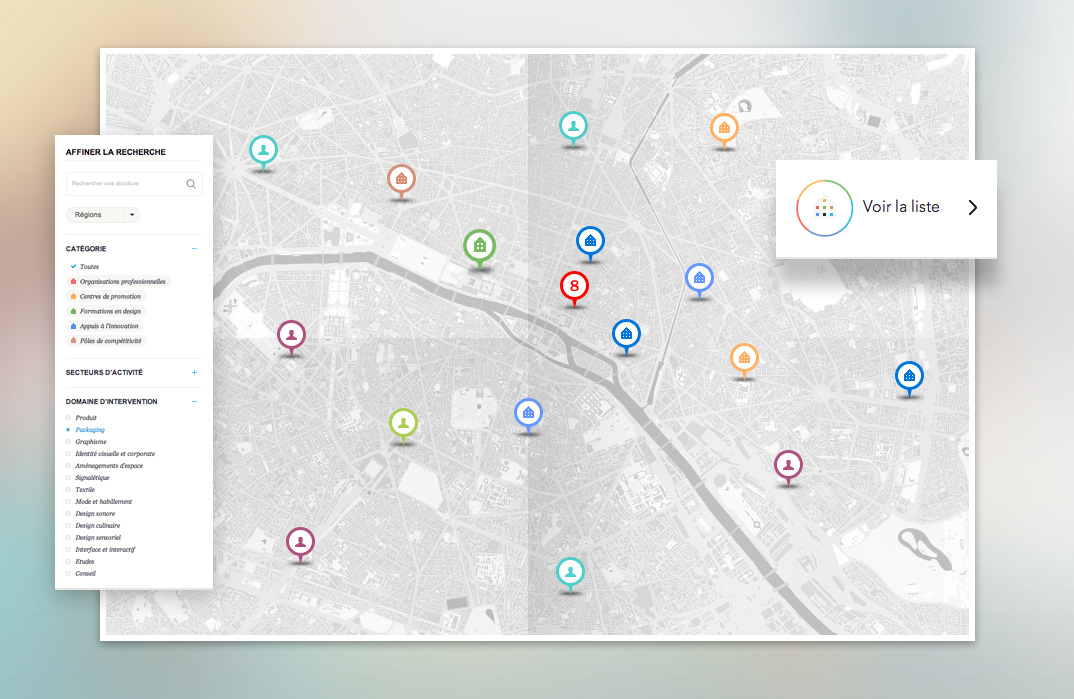 AFFINER LA RECHERCHE
Rechercher une structure
Régions
CATÉGORIE
Toutes
Organisations professionnelles
Centres de promotion
Formations en design
Appuis à l'innovation
Pôles de compétitivité
SECTEURS D'ACTIVITÉ
DOMAINE D'INTERVENTION
Produit
Packaging
Graphisme
Identité visuelle et corporate
Aménagements d'espace
Signalétique
Textile
Mode et habillement
Design sonore
Design culinaire
Design sensoriel
Interface et interactif
Etudes
Conseil
8
Voir la liste